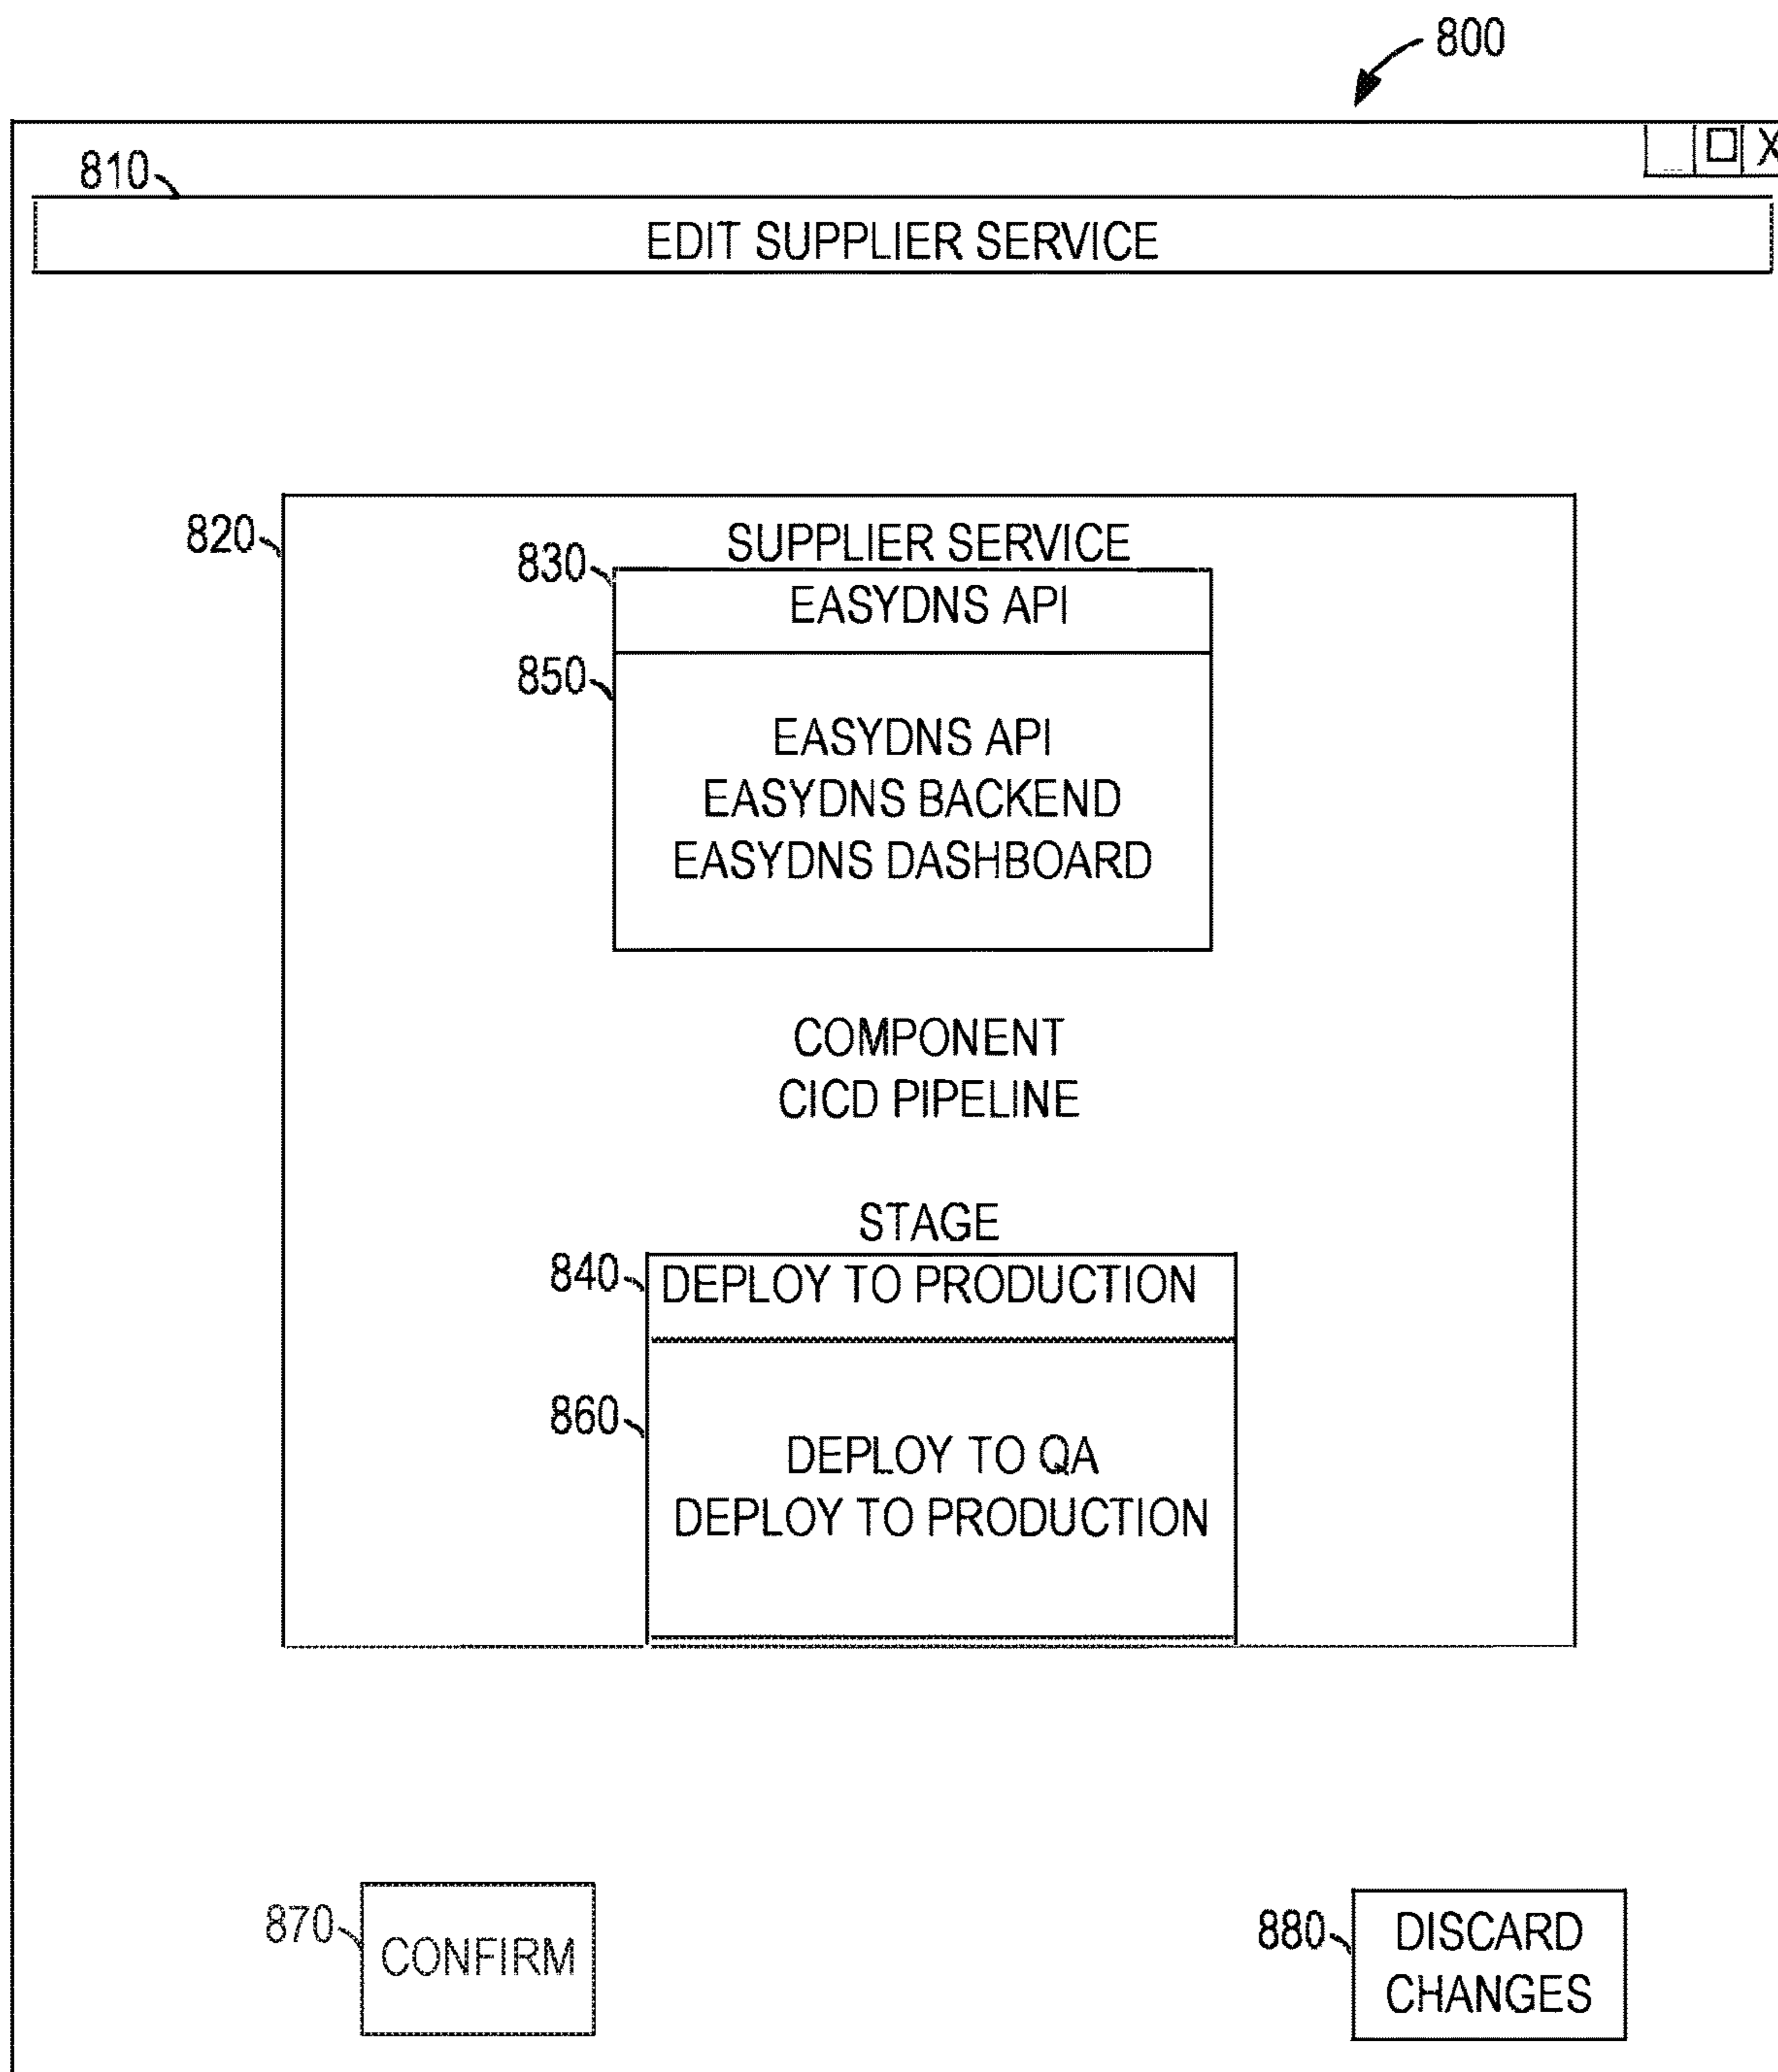 800
_ □ X
810
EDIT SUPPLIER SERVICE
820
SUPPLIER SERVICE
830
EASYDNS API
850
EASYDNS API
EASYDNS BACKEND
EASYDNS DASHBOARD
COMPONENT
CICD PIPELINE
STAGE
840
DEPLOY TO PRODUCTION
860
DEPLOY TO QA
DEPLOY TO PRODUCTION
870
CONFIRM
880
DISCARD
CHANGES